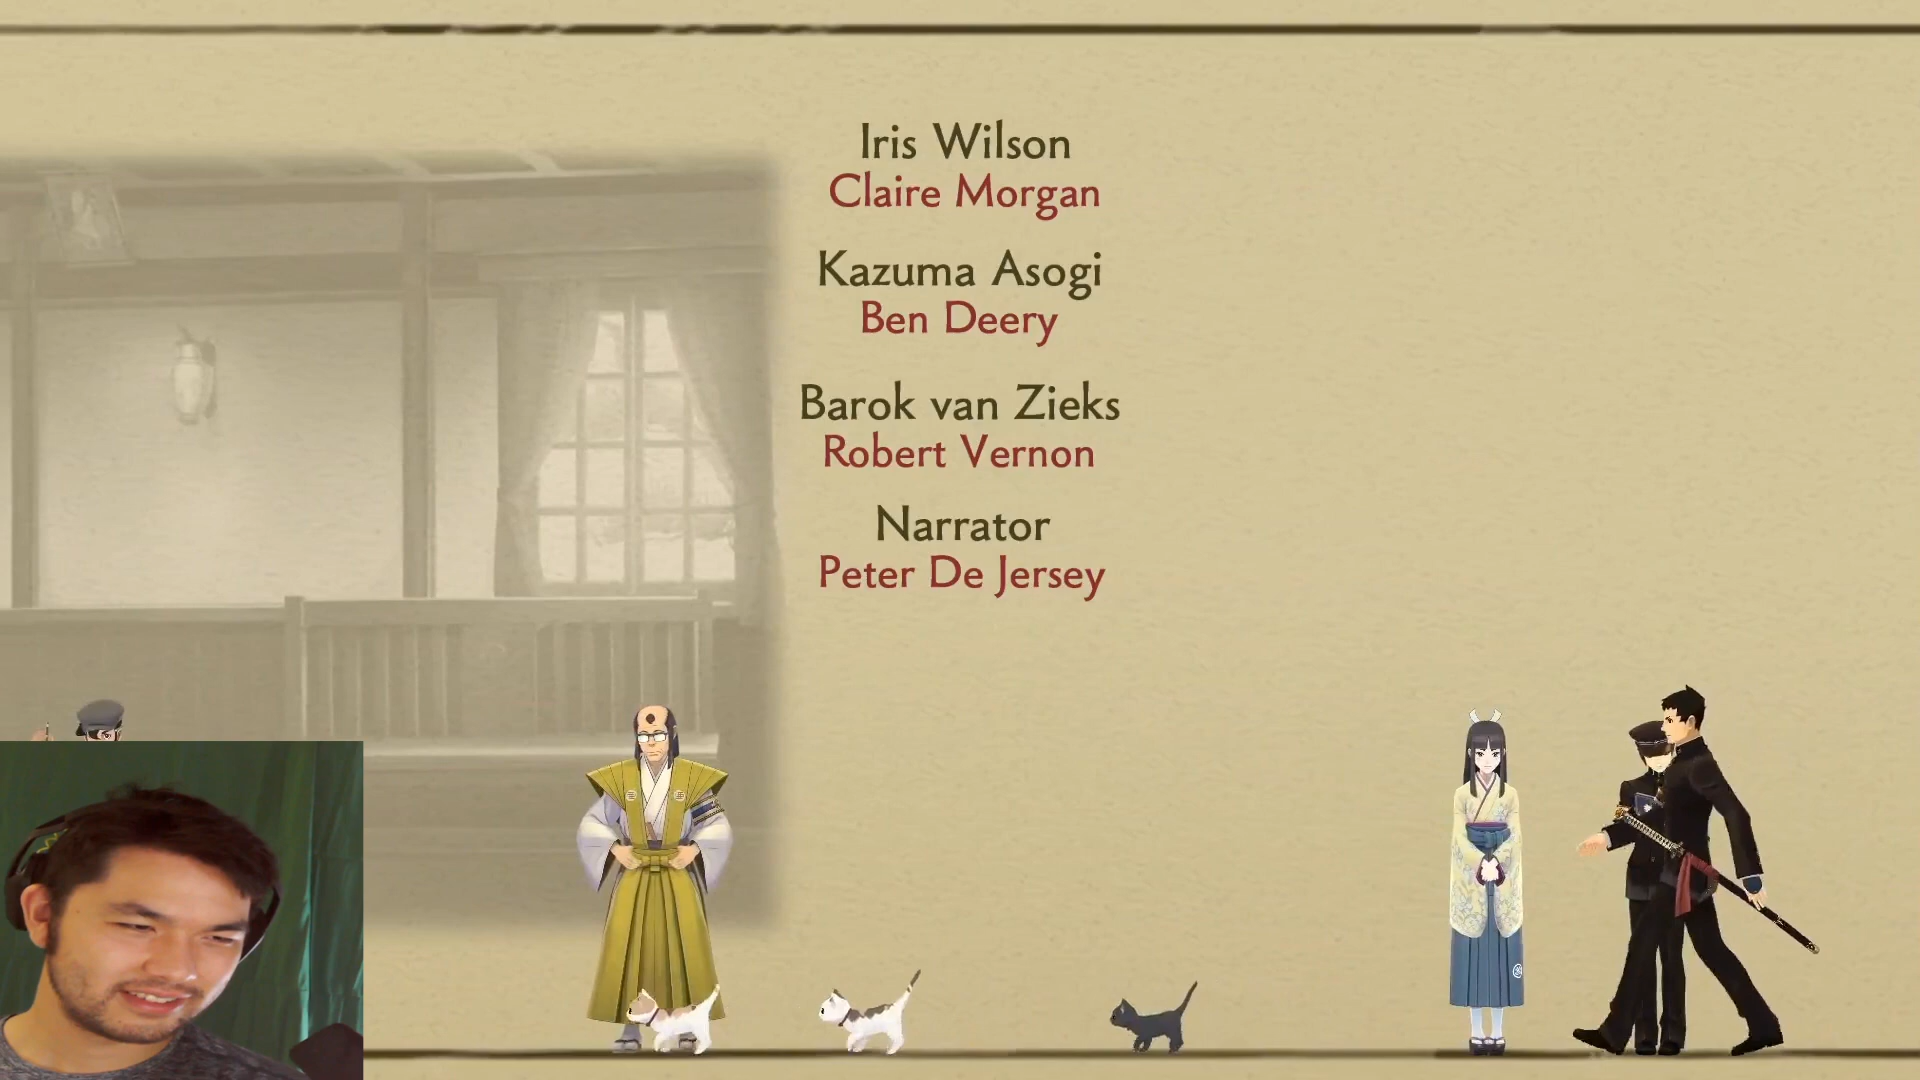 Iris Wilson
Claire Morgan
Kazuma Asogi
Ben Deery
Barok van Zieks
Robert Vernon
Narrator
Peter De Jersey